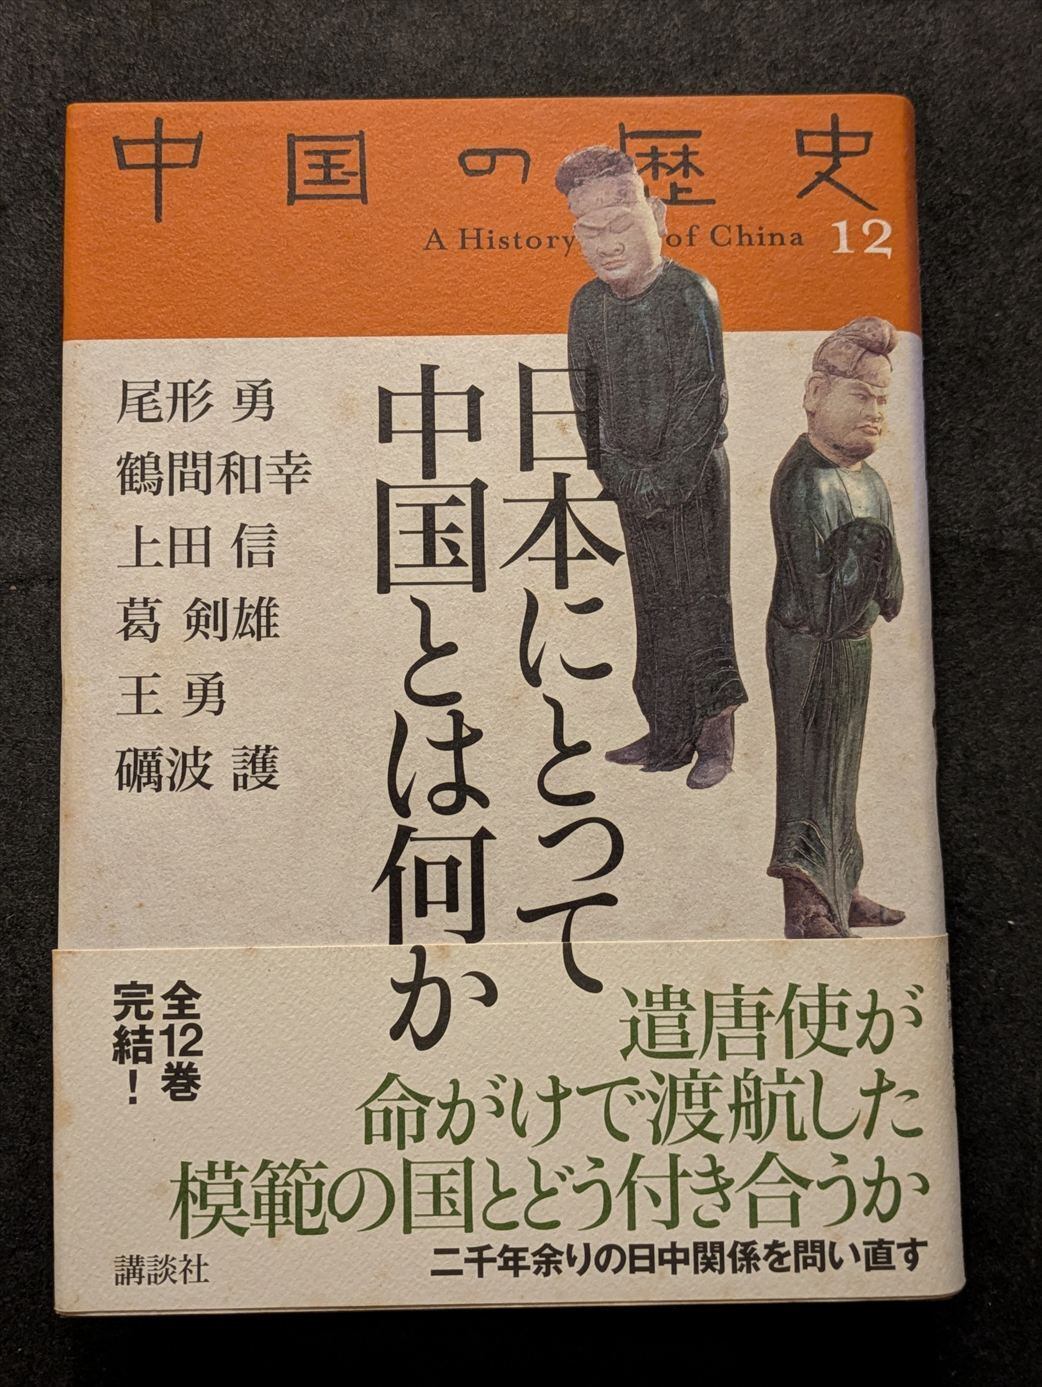 中国の歴史
A History of China 12
日本にとって
中国とは何か
尾形 勇
鶴間和幸
上田 信
葛 剣雄
王 勇
礪波 護
全12巻
完結!
遣唐使が
命がけで渡航した
模範の国とどう付き合うか
二千年余りの日中関係を問い直す
講談社